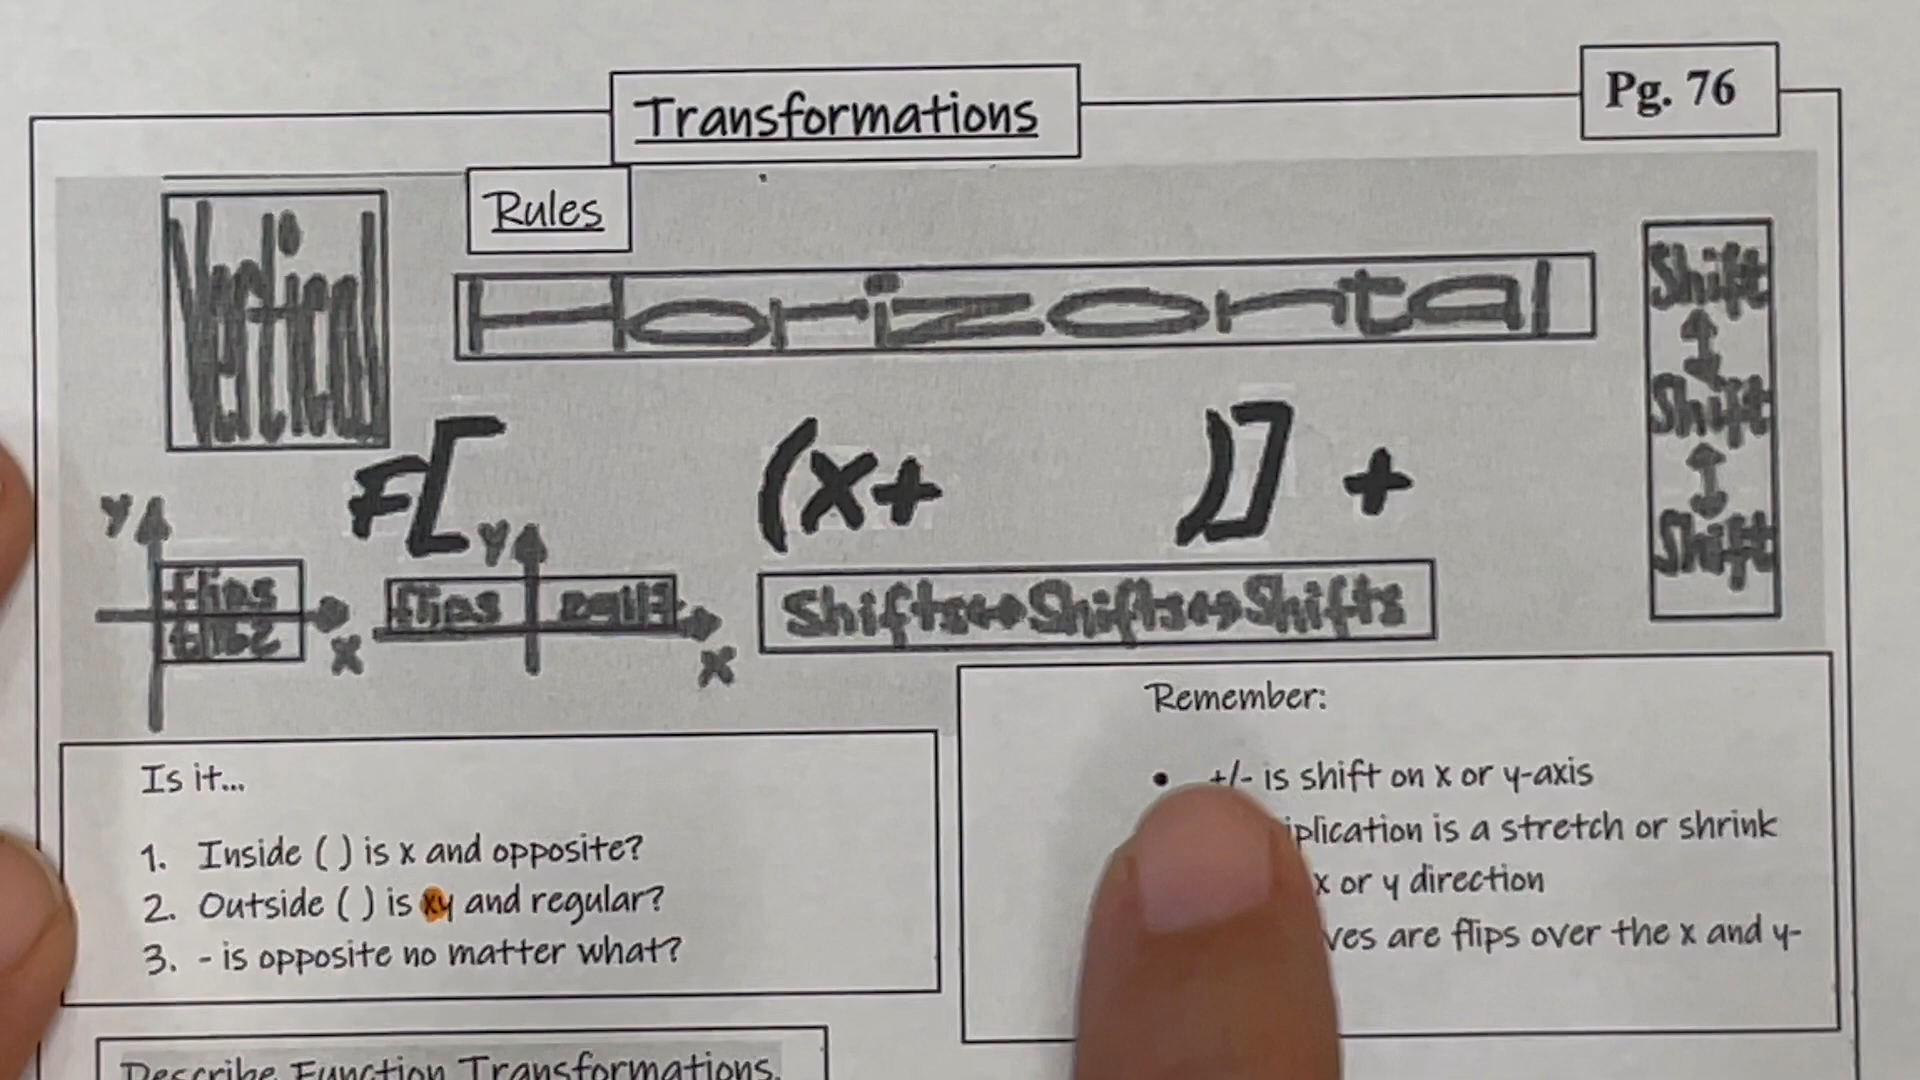 Transformations
Pg. 76
Rules
Vertical
Horizontal
Shift
Shift
Shift
F[ (x+ )] +
y
flips
flips
x
y
flips flips
x
Shifts↔Shifts↔Shifts
Is it...
1. Inside ( ) is x and opposite?
2. Outside ( ) is xy and regular?
3. - is opposite no matter what?
Remember:
• +/- is shift on x or y-axis
is a stretch or shrink
x or y direction
are flips over the x and y-
Describe Function Transformations.